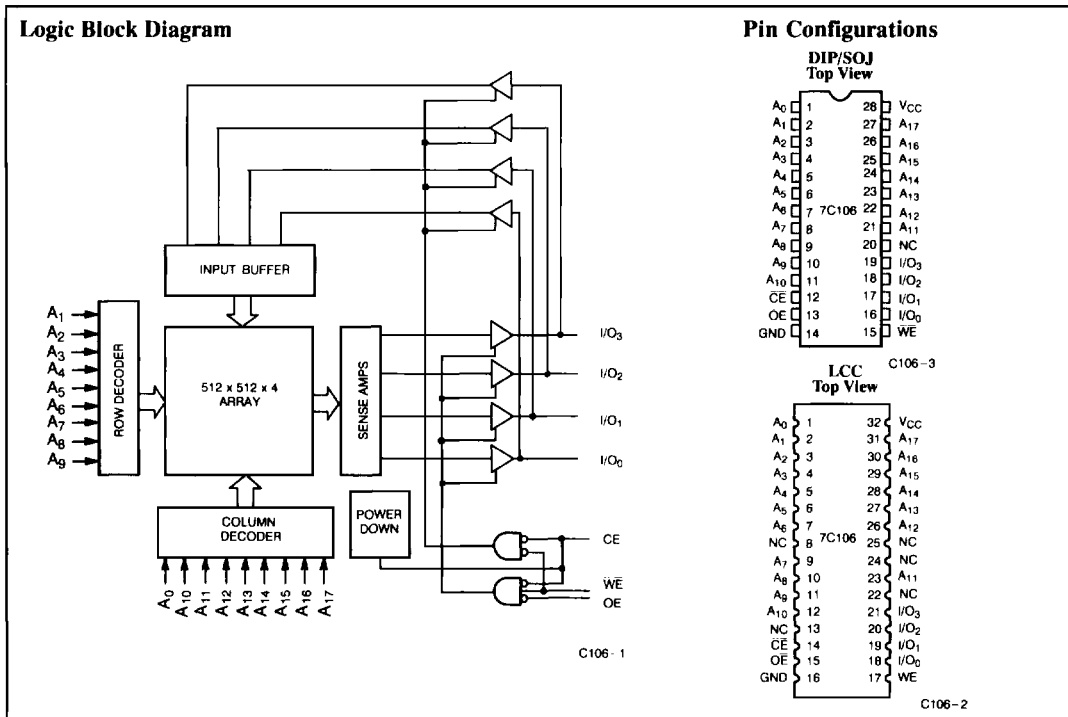 Logic Block Diagram
INPUT BUFFER
A1
A2
A3
A4
A5
A6
A7
A8
A9
ROW DECODER
512 x 512 x 4
ARRAY
SENSE AMPS
I/O3
I/O2
I/O1
I/O0
COLUMN
DECODER
POWER
DOWN
A0 A10 A11 A12 A13 A14 A15 A16 A17
CE
W̅E̅
OE
C106-1
Pin Configurations
DIP/SOJ
Top View
A0 1 28 VCC
A1 2 27 A17
A2 3 26 A16
A3 4 25 A15
A4 5 24 A14
A5 6 23 A13
A6 7 7C106 22 A12
A7 8 21 A11
A8 9 20 NC
A9 10 19 I/O3
A10 11 18 I/O2
C̅E̅ 12 17 I/O1
OE 13 16 I/O0
GND 14 15 W̅E̅
C106-3
LCC
Top View
A0 1 32 VCC
A1 2 31 A17
A2 3 30 A16
A3 4 29 A15
A4 5 28 A14
A5 6 27 A13
A6 7 26 A12
NC 8 7C106 25 NC
A7 9 24 NC
A8 10 23 A11
A9 11 22 NC
A10 12 21 I/O3
NC 13 20 I/O2
C̅E̅ 14 19 I/O1
O̅E̅ 15 18 I/O0
GND 16 17 WE
C106-2